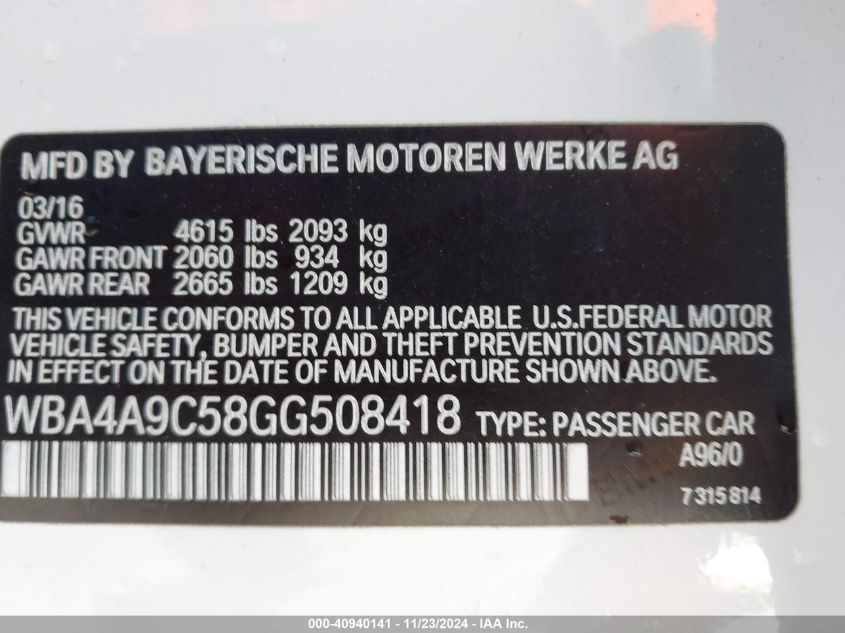 MFD BY BAYERISCHE MOTOREN WERKE AG
03/16
GVWR 4615 lbs 2093 kg
GAWR FRONT 2060 lbs 934 kg
GAWR REAR 2665 lbs 1209 kg
THIS VEHICLE CONFORMS TO ALL APPLICABLE U.S.FEDERAL MOTOR
VEHICLE SAFETY, BUMPER AND THEFT PREVENTION STANDARDS
IN EFFECT ON THE DATE OF MANUFACTURE SHOWN ABOVE.
WBA4A9C58GG508418 TYPE: PASSENGER CAR
A96/0
7315814
000-40940141 - 11/23/2024 - IAA Inc.